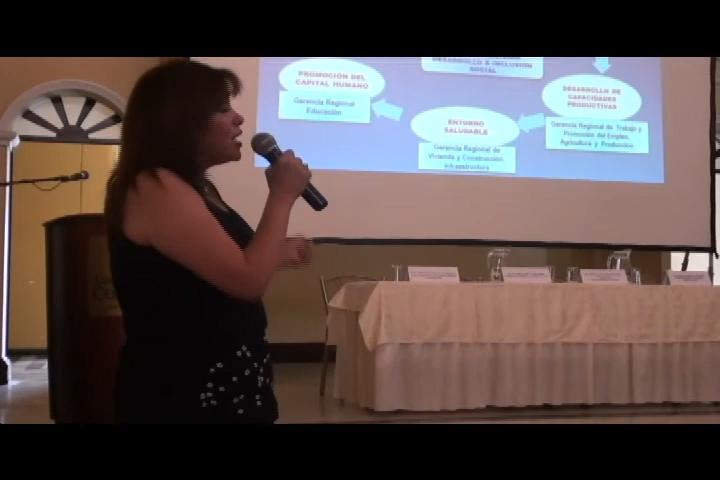 DESARROLLO E INCLUSIÓN
SOCIAL
PROMOCIÓN DEL
CAPITAL HUMANO
Gerencia Regional
Educación
DESARROLLO DE
CAPACIDADES
PRODUCTIVAS
Gerencia Regional de Trabajo y
Promoción del Empleo,
Agricultura y Producción
ENTORNO
SALUDABLE
Gerencia Regional de
Vivienda y Construcción,
Infraestructura